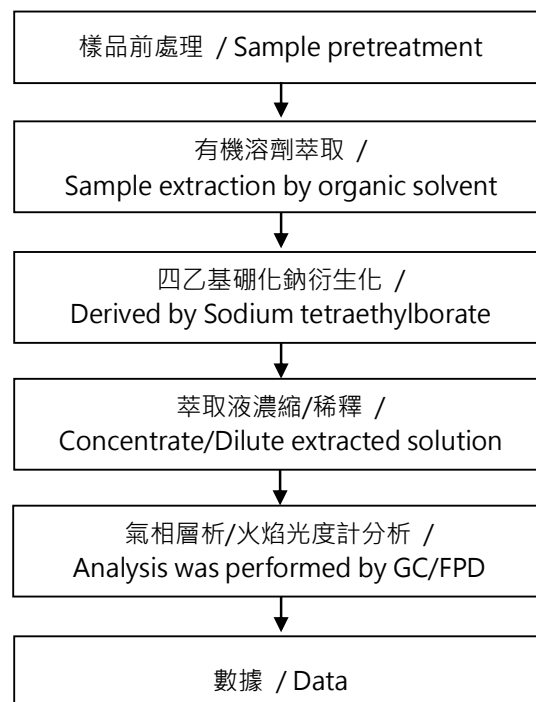 樣品前處理 / Sample pretreatment
有機溶劑萃取 /
Sample extraction by organic solvent
四乙基硼化鈉衍生化 /
Derived by Sodium tetraethylborate
萃取液濃縮/稀釋 /
Concentrate/Dilute extracted solution
氣相層析/火焰光度計分析 /
Analysis was performed by GC/FPD
數據 / Data